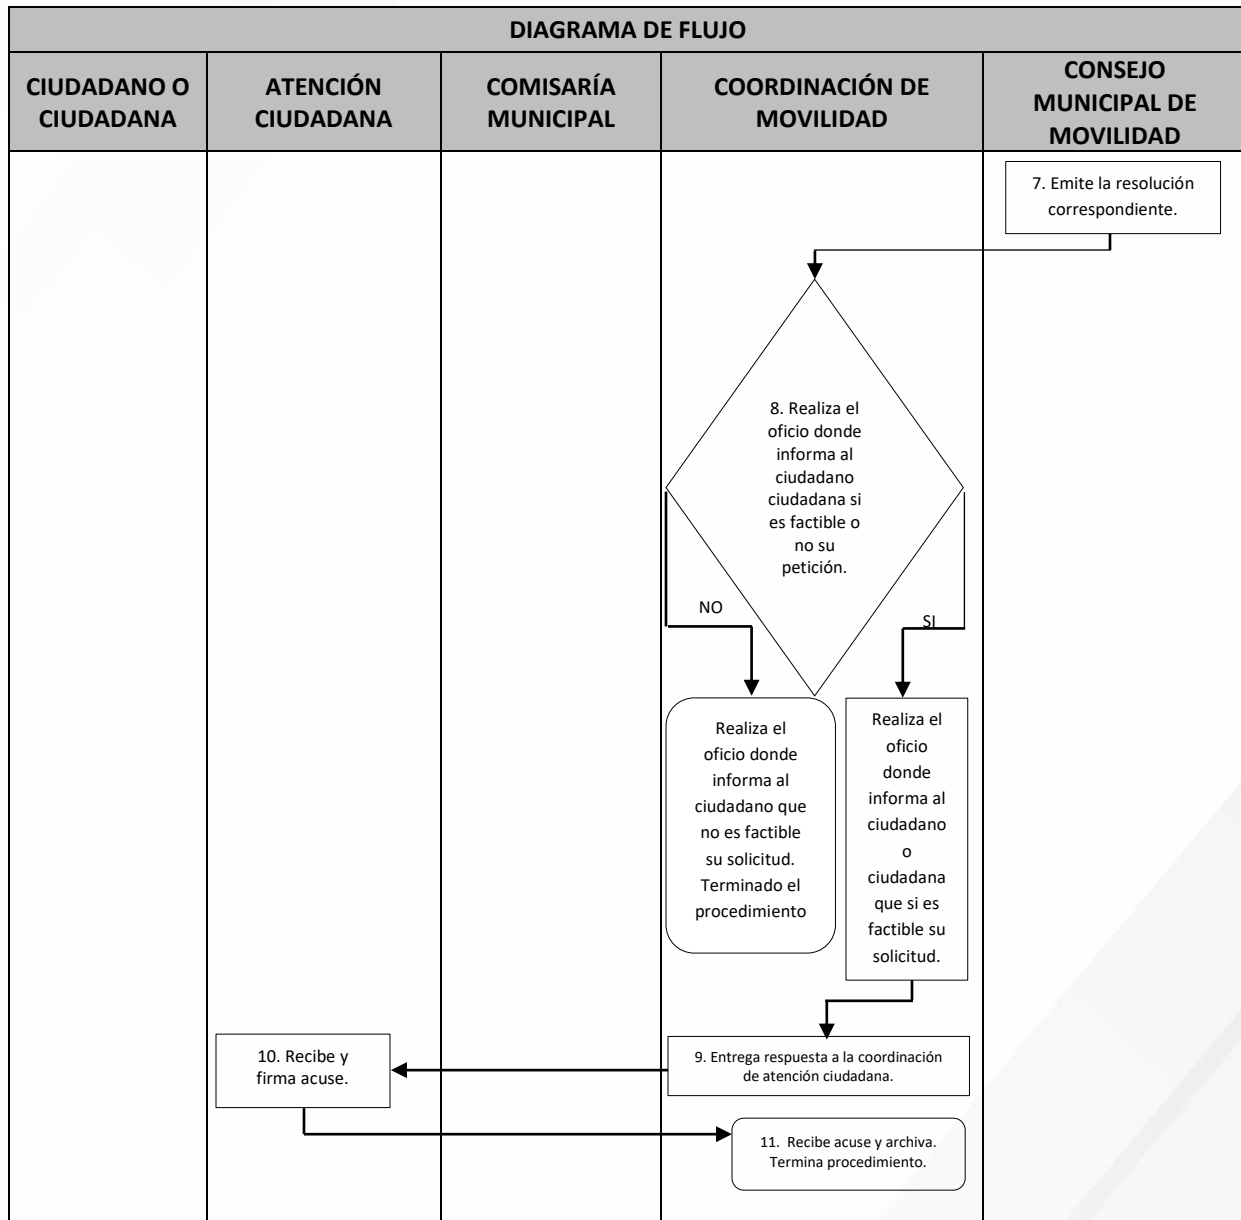 DIAGRAMA DE FLUJO
CIUDADANO O
CIUDADANA
ATENCIÓN
CIUDADANA
COMISARÍA
MUNICIPAL
COORDINACIÓN DE
MOVILIDAD
CONSEJO
MUNICIPAL DE
MOVILIDAD
7. Emite la resolución
correspondiente.
8. Realiza el
oficio donde
informa al
ciudadano
ciudadana si
es factible o
no su
petición.
NO
SI
Realiza el
oficio donde
informa al
ciudadano que
no es factible
su solicitud.
Terminado el
procedimiento
Realiza el
oficio
donde
informa al
ciudadano
o
ciudadana
que si es
factible su
solicitud.
9. Entrega respuesta a la coordinación
de atención ciudadana.
10. Recibe y
firma acuse.
11. Recibe acuse y archiva.
Termina procedimiento.